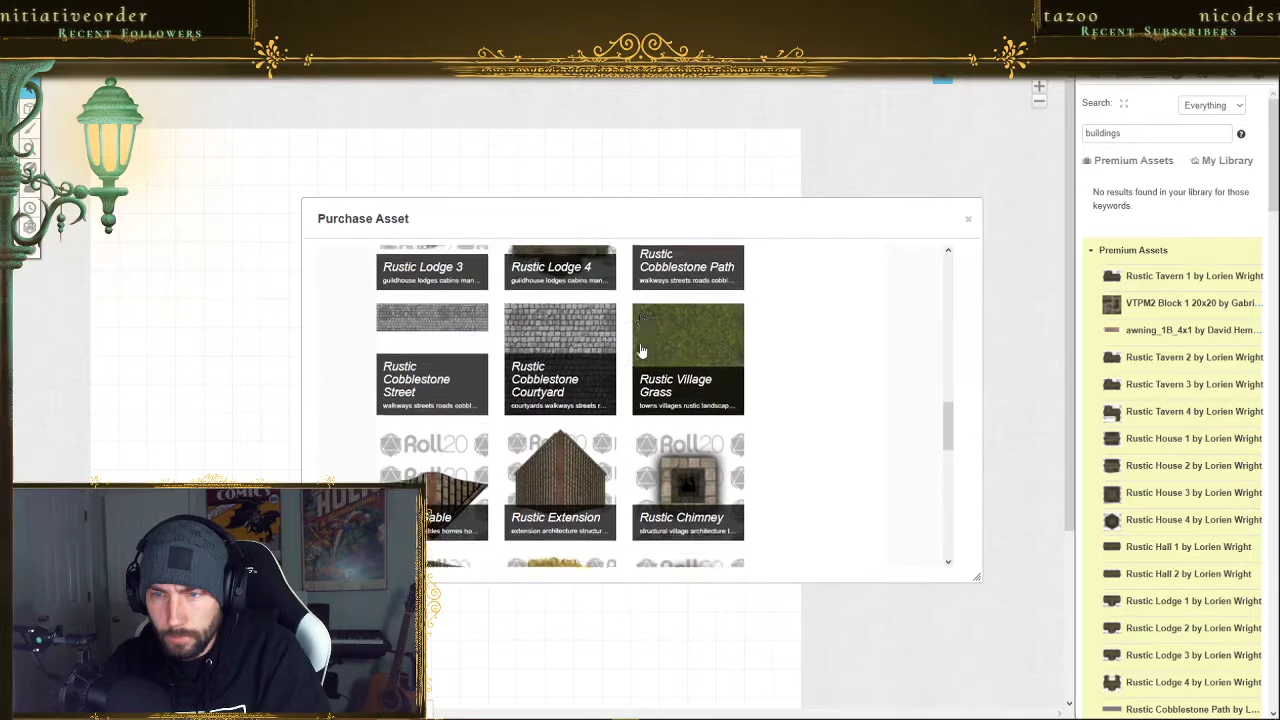 nitiativeorder
Recent Followers
tazoo nicodes
Recent Subscribers
Search:
Everything
buildings
Premium Assets
My Library
No results found in your library for those
keywords.
Premium Assets
Rustic Tavern 1 by Lorien Wright
VTPM2 Block 1 20x20 by Gabri...
awning_1B_4x1 by David Hem...
Rustic Tavern 2 by Lorien Wright
Rustic Tavern 3 by Lorien Wright
Rustic Tavern 4 by Lorien Wright
Rustic House 1 by Lorien Wright
Rustic House 2 by Lorien Wright
Rustic House 3 by Lorien Wright
Rustic House 4 by Lorien Wright
Rustic Hall 1 by Lorien Wright
Rustic Hall 2 by Lorien Wright
Rustic Lodge 1 by Lorien Wright
Rustic Lodge 2 by Lorien Wright
Rustic Lodge 3 by Lorien Wright
Rustic Lodge 4 by Lorien Wright
Rustic Cobblestone Path by L...
Purchase Asset
Rustic Lodge 3
guildhouse lodges cabins man...
Rustic Lodge 4
guildhouse lodges cabins man...
Rustic
Cobblestone Path
walkways streets roads cobbl...
Rustic
Cobblestone
Street
walkways streets roads cobbl...
Rustic
Cobblestone
Courtyard
courtyards walkways streets r...
Rustic Village
Grass
towns villages rustic landscap...
Roll20
able
bles homes ho...
Roll20
Rustic Extension
extension architecture structur...
Roll20
Rustic Chimney
structural village architecture l...
COMICS